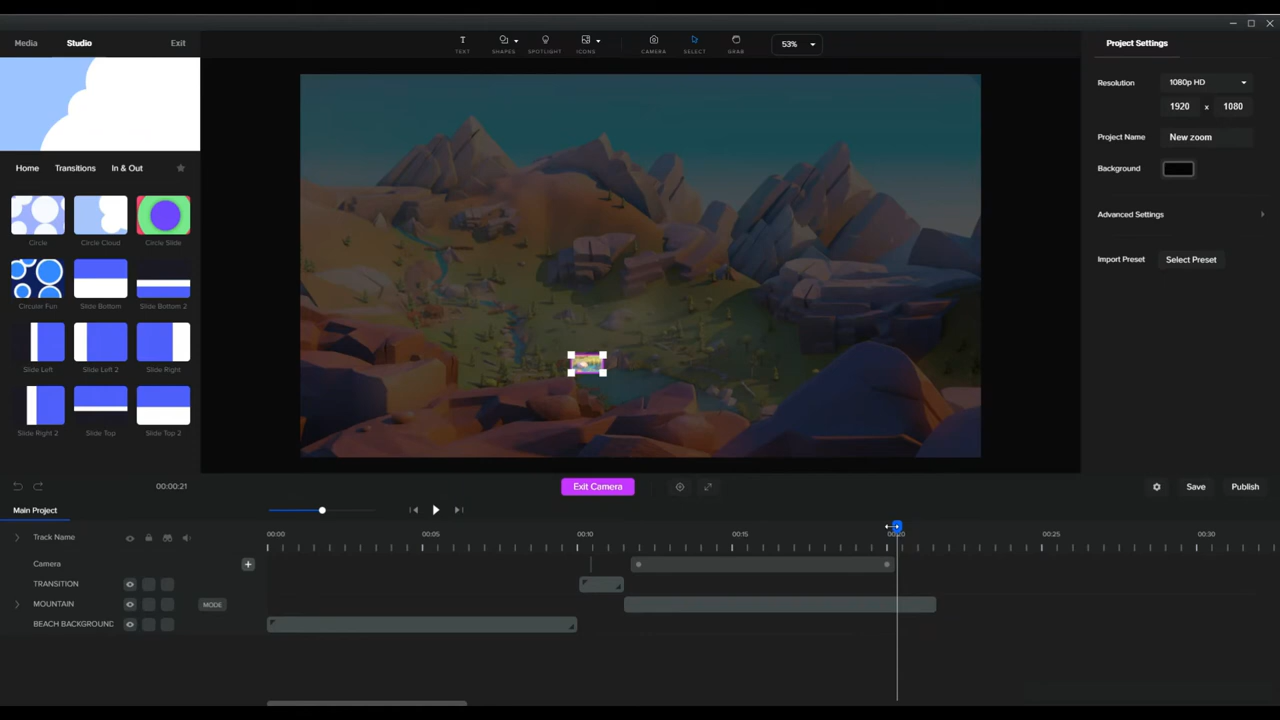 Media Studio Exit
TEXT SHAPES SPOTLIGHT ICONS CAMERA SELECT GRAB 53%
Project Settings
Resolution 1080p HD
1920 x 1080
Project Name New zoom
Background
Advanced Settings
Import Preset Select Preset
Home Transitions In & Out
Circle Circle Cloud Circle Slide
Circular Fun Slide Bottom Slide Bottom 2
Slide Left Slide Left 2 Slide Right
Slide Right 2 Slide Top Slide Top 2
00:00:21 Exit Camera Save Publish
Main Project
Track Name 00:00 00:05 00:10 00:15 00:20 00:25 00:30
Camera
TRANSITION
MOUNTAIN MODE
BEACH BACKGROUND